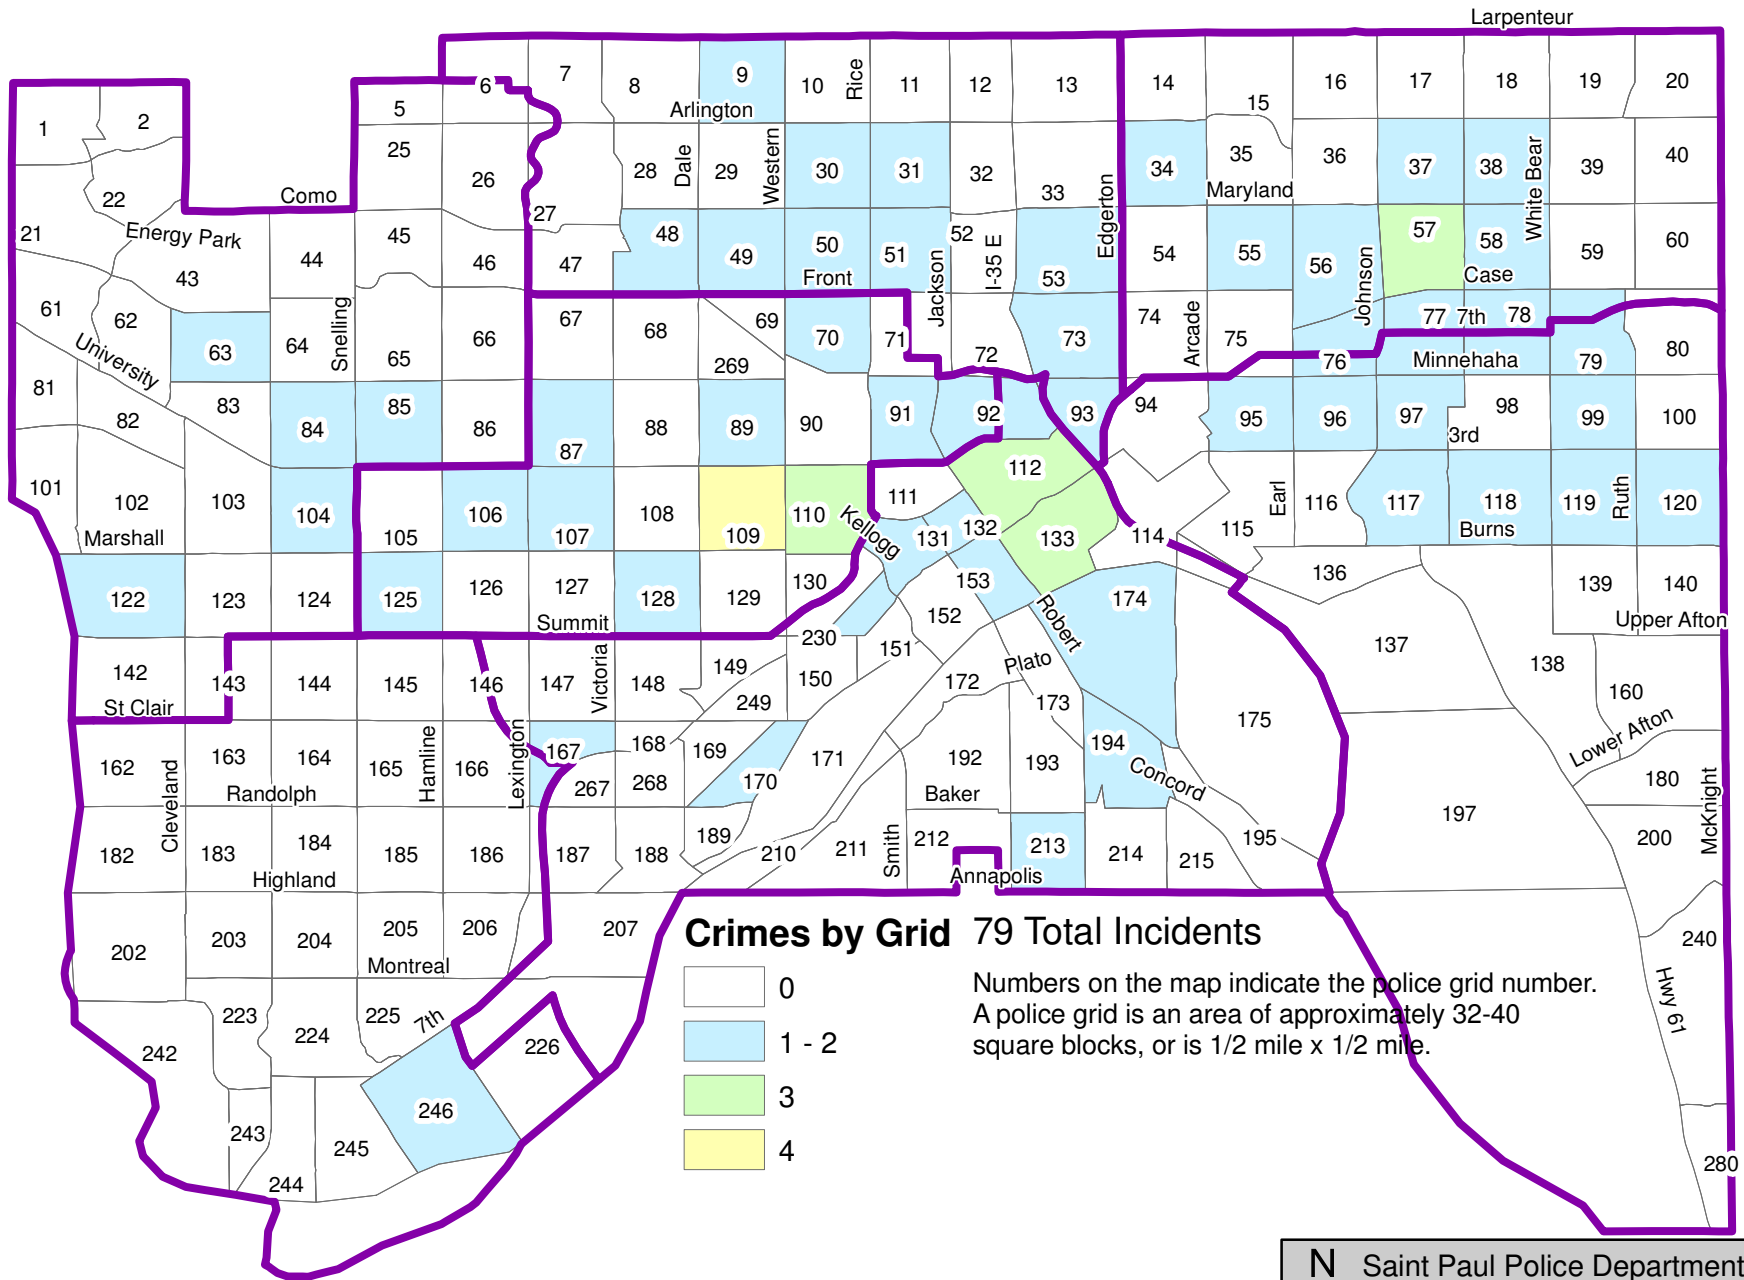 Larpenteur
6 7 8 9 10 Rice 11 12 13 14 15 16 17 18 19 20
1 2 5 Arlington
25 26 28 Dale 29 Western 30 31 32 33 34 35 36 37 38 White Bear 39 40
22 Como 27 Edgerton Maryland
21 Energy Park 44 45 46 47 48 49 50 51 Jackson 52 I-35 E 53 54 55 56 Johnson 57 58 59 60
43 Front Case
61 62 63 64 Snelling 65 66 67 68 69 70 71 72 73 74 Arcade 75 76 77 7th 78 79 80
University 269 Minnehaha
81 82 83 84 85 86 87 88 89 90 91 92 93 94 95 96 97 98 99 100
3rd
101 102 103 104 105 106 107 108 109 110 111 112 Earl 116 117 118 119 Ruth 120
Marshall Kellogg 131 132 133 114 115 Burns
122 123 124 125 126 127 128 129 130 153 174 136 139 140
Summit 230 152 Robert Upper Afton
142 143 144 145 146 147 Victoria 148 149 150 151 Plato 137 138
St Clair 249 172 173 175 160
162 Cleveland 163 164 165 Hamline 166 Lexington 167 168 169 170 171 192 193 194 Concord Lower Afton
Randolph 267 268 Baker 180 McKnight
182 183 184 185 186 187 188 189 210 211 Smith 212 213 214 215 195 197 200
Highland Annapolis
202 203 204 205 206 207 240
Montreal
223 224 225 7th 226 Hwy 61
242 246
243 245
244 280
Crimes by Grid
0
1 - 2
3
4
79 Total Incidents
Numbers on the map indicate the police grid number.
A police grid is an area of approximately 32-40
square blocks, or is 1/2 mile x 1/2 mile.
N Saint Paul Police Department